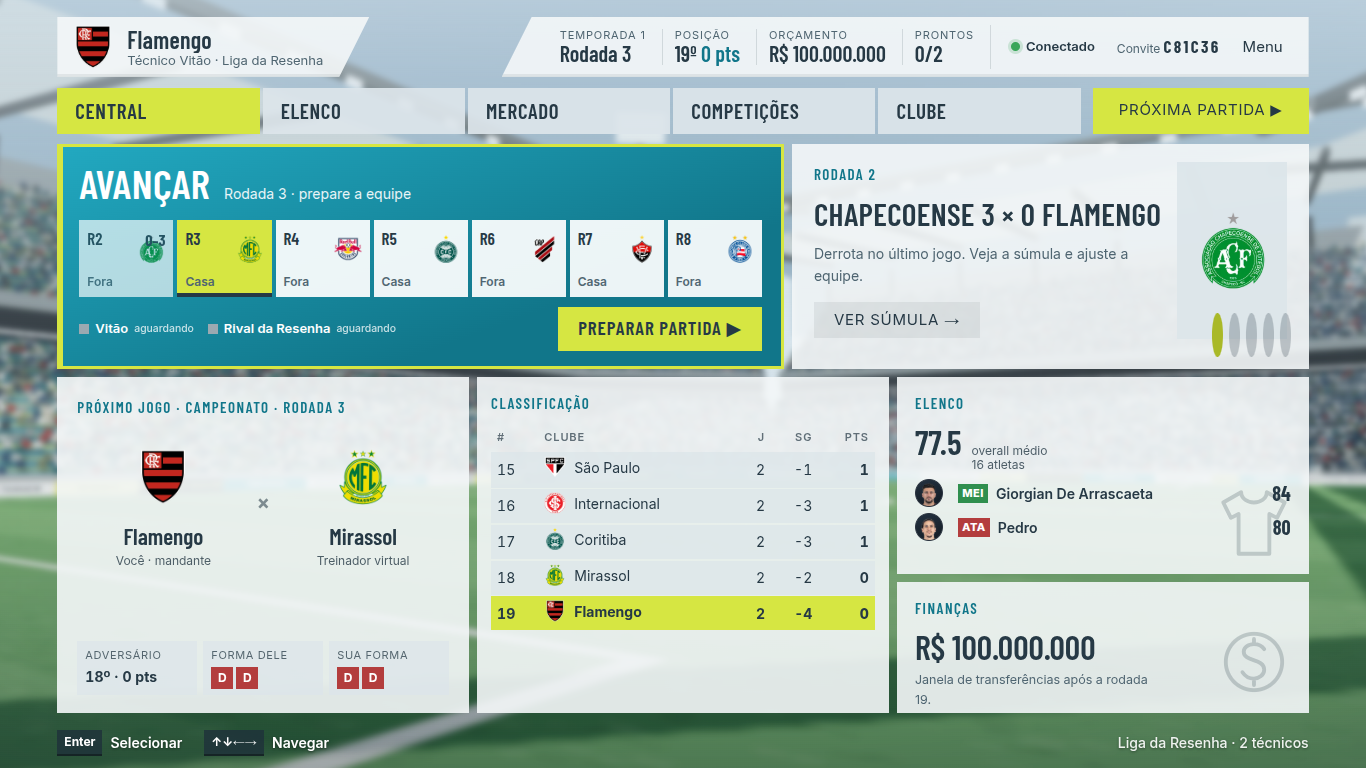 Flamengo
Técnico Vitão · Liga da Resenha
TEMPORADA 1
Rodada 3
POSIÇÃO
19º 0 pts
ORÇAMENTO
R$ 100.000.000
PRONTOS
0/2
Conectado
Convite C81C36
Menu
CENTRAL
ELENCO
MERCADO
COMPETIÇÕES
CLUBE
PRÓXIMA PARTIDA ▶
AVANÇAR Rodada 3 · prepare a equipe
R2 0-3
Fora
R3
Casa
R4
Fora
R5
Casa
R6
Fora
R7
Casa
R8
Fora
Vitão aguardando
Rival da Resenha aguardando
PREPARAR PARTIDA ▶
RODADA 2
CHAPECOENSE 3 × 0 FLAMENGO
Derrota no último jogo. Veja a súmula e ajuste a
equipe.
VER SÚMULA →
PRÓXIMO JOGO · CAMPEONATO · RODADA 3
Flamengo
Você · mandante
×
Mirassol
Treinador virtual
ADVERSÁRIO
18º · 0 pts
FORMA DELE
D D
SUA FORMA
D D
CLASSIFICAÇÃO
# CLUBE J SG PTS
15 São Paulo 2 -1 1
16 Internacional 2 -3 1
17 Coritiba 2 -3 1
18 Mirassol 2 -2 0
19 Flamengo 2 -4 0
ELENCO
77.5 overall médio
16 atletas
MEI Giorgian De Arrascaeta 84
ATA Pedro 80
FINANÇAS
R$ 100.000.000
Janela de transferências após a rodada
19.
Enter Selecionar
↑↓←→ Navegar
Liga da Resenha · 2 técnicos